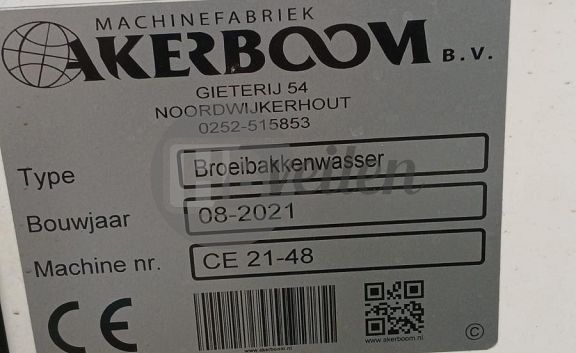 MACHINEFABRIEK
AKERBOOM B.V.
GIETERIJ 54
NOORDWIJKERHOUT
0252-515853
Type Broeibakkenwasser
Bouwjaar 08-2021
Machine nr. CE 21-48
CE
www.akerboom.nl
www.akerboom.nl
©